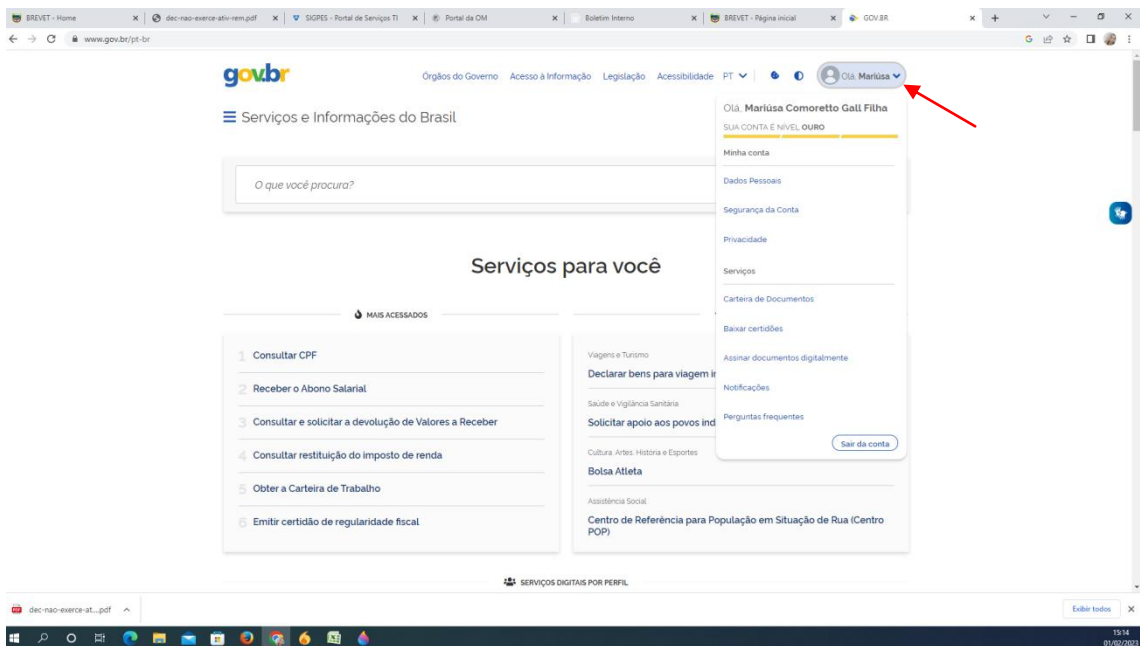 BREVET - Home
dec-nao-exerce-ativ-rem.pdf
SIGPES - Portal de Serviços TI
Portal da OM
Boletim Interno
BREVET - Página inicial
GOV.BR
www.gov.br/pt-br
gov.br
Órgãos do Governo Acesso à Informação Legislação Acessibilidade PT
Olá, Mariúsa
Serviços e Informações do Brasil
Olá, Mariúsa Comoretto Gall Filha
SUA CONTA É NÍVEL OURO
Minha conta
Dados Pessoais
Segurança da Conta
Privacidade
Serviços
Carteira de Documentos
Baixar certidões
Assinar documentos digitalmente
Notificações
Perguntas frequentes
Sair da conta
O que você procura?
Serviços para você
MAIS ACESSADOS
1 Consultar CPF
2 Receber o Abono Salarial
3 Consultar e solicitar a devolução de Valores a Receber
4 Consultar restituição do imposto de renda
5 Obter a Carteira de Trabalho
6 Emitir certidão de regularidade fiscal
Viagens e Turismo
Declarar bens para viagem i
Saúde e Vigilância Sanitária
Solicitar apoio aos povos ind
Cultura, Artes, História e Esportes
Bolsa Atleta
Assistência Social
Centro de Referência para População em Situação de Rua (Centro
POP)
SERVIÇOS DIGITAIS POR PERFIL
dec-nao-exerce-at....pdf
Exibir todos
15:14
01/02/2023